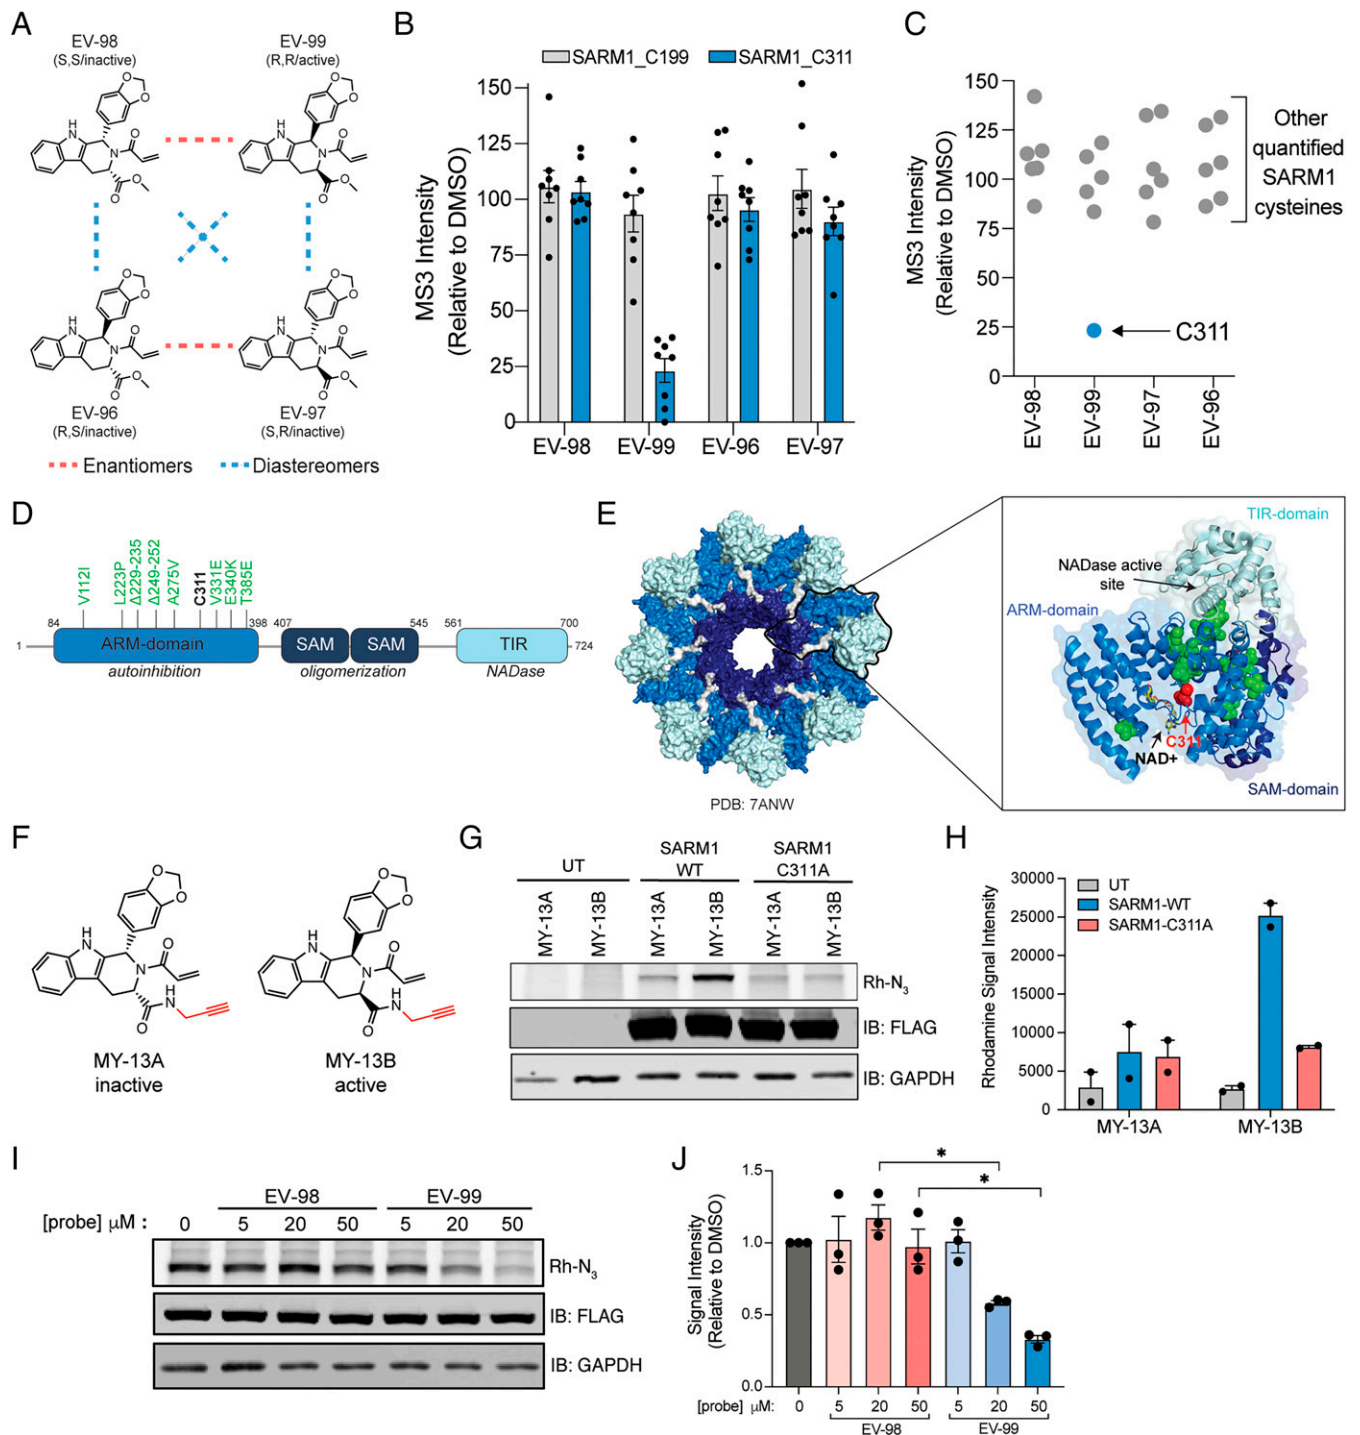 A
EV-98
(S,S/inactive)
EV-99
(R,R/active)
EV-96
(R,S/inactive)
EV-97
(S,R/inactive)
Enantiomers
Diastereomers
B
SARM1_C199
SARM1_C311
MS3 Intensity
(Relative to DMSO)
150
125
100
75
50
25
0
EV-98
EV-99
EV-96
EV-97
C
MS3 Intensity
(Relative to DMSO)
150
125
100
75
50
25
0
Other
quantified
SARM1
cysteines
C311
EV-98
EV-99
EV-97
EV-96
D
V112I
L223P
Δ229-235
Δ249-252
A275V
C311
V331E
E340K
T385E
84
398
407
545
561
700
1
724
ARM-domain
SAM
SAM
TIR
autoinhibition
oligomerization
NADase
E
PDB: 7ANW
TIR-domain
NADase active
site
ARM-domain
C311
NAD+
SAM-domain
F
MY-13A
inactive
MY-13B
active
G
UT
SARM1
WT
SARM1
C311A
MY-13A
MY-13B
MY-13A
MY-13B
MY-13A
MY-13B
Rh-N3
IB: FLAG
IB: GAPDH
H
Rhodamine Signal Intensity
30000
25000
20000
15000
10000
5000
0
UT
SARM1-WT
SARM1-C311A
MY-13A
MY-13B
I
EV-98
EV-99
[probe] μM :
0
5
20
50
5
20
50
Rh-N3
IB: FLAG
IB: GAPDH
J
Signal Intensity
(Relative to DMSO)
1.5
1.0
0.5
0.0
*
*
[probe] μM:
0
5
20
50
5
20
50
EV-98
EV-99